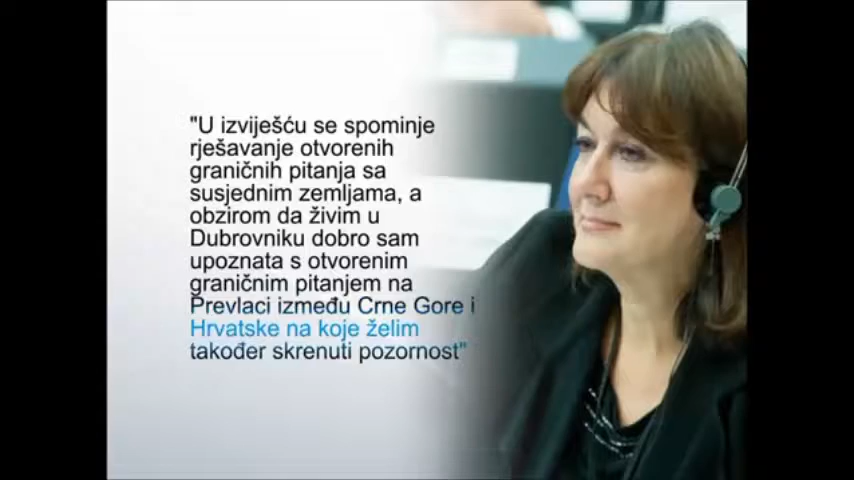 "U izviješću se spominje
rješavanje otvorenih
graničnih pitanja sa
susjednim zemljama, a
obzirom da živim u
Dubrovniku dobro sam
upoznata s otvorenim
graničnim pitanjem na
Prevlaci između Crne Gore i
Hrvatske na koje želim
također skrenuti pozornost"